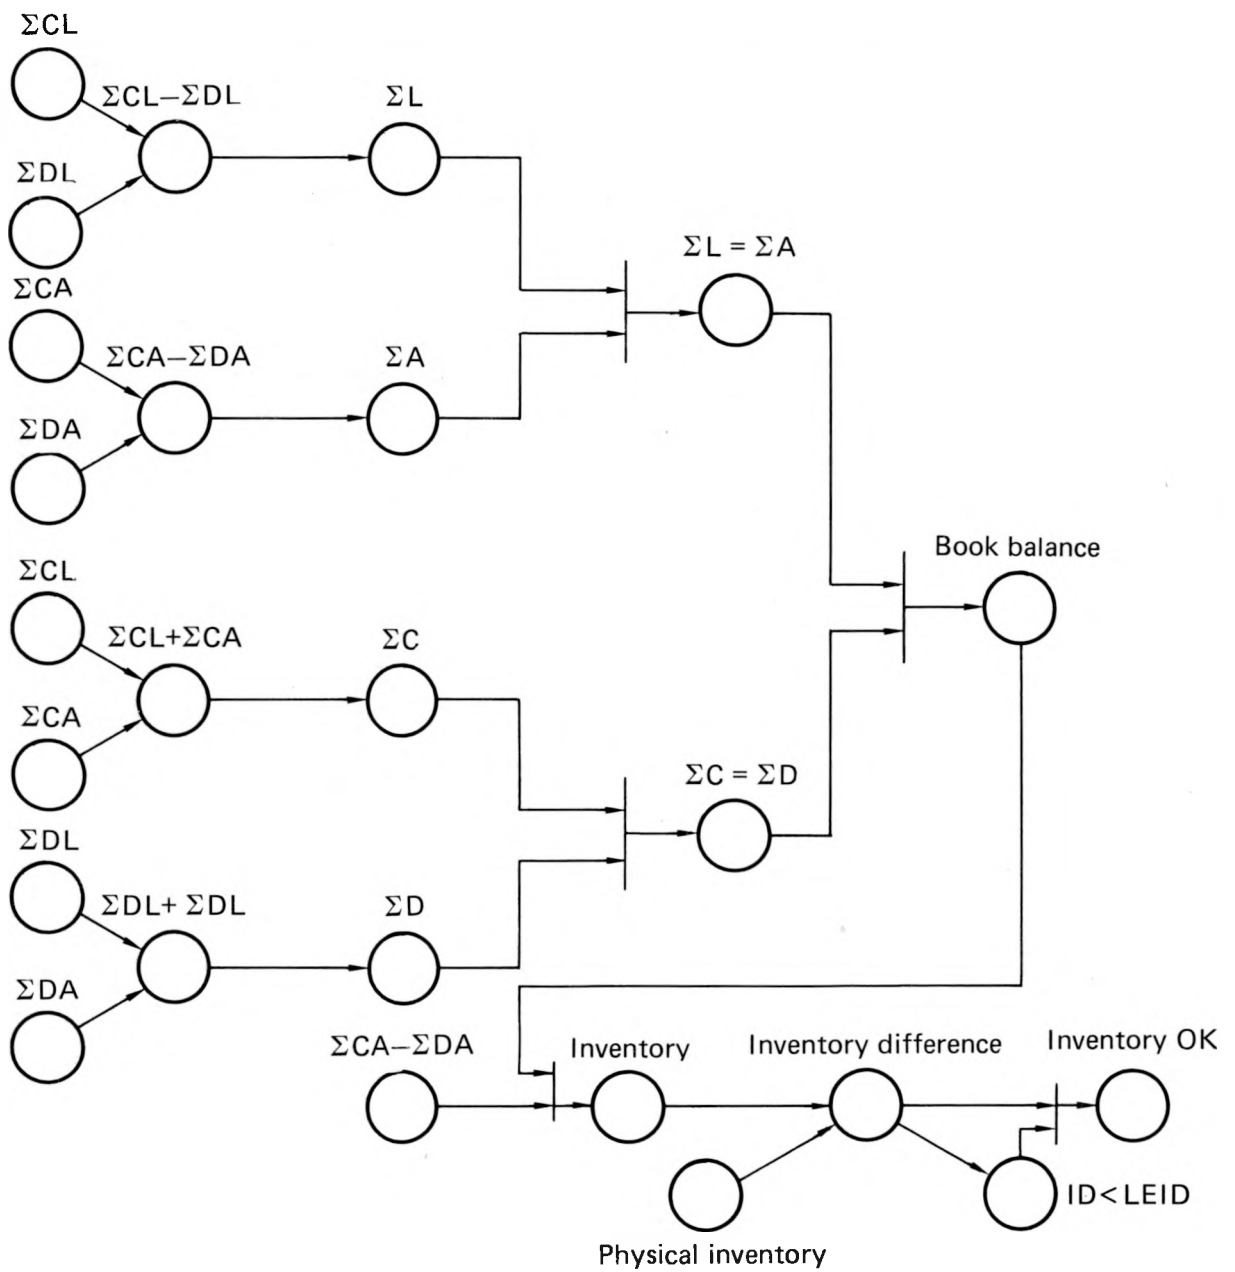 ΣCL
ΣCL–ΣDL
ΣL
ΣDL
ΣL = ΣA
ΣCA
ΣCA–ΣDA
ΣA
ΣDA
Book balance
ΣCL
ΣCL+ΣCA
ΣC
ΣCA
ΣC = ΣD
ΣDL
ΣDL+ ΣDL
ΣD
ΣDA
ΣCA–ΣDA
Inventory
Inventory difference
Inventory OK
ID<LEID
Physical inventory